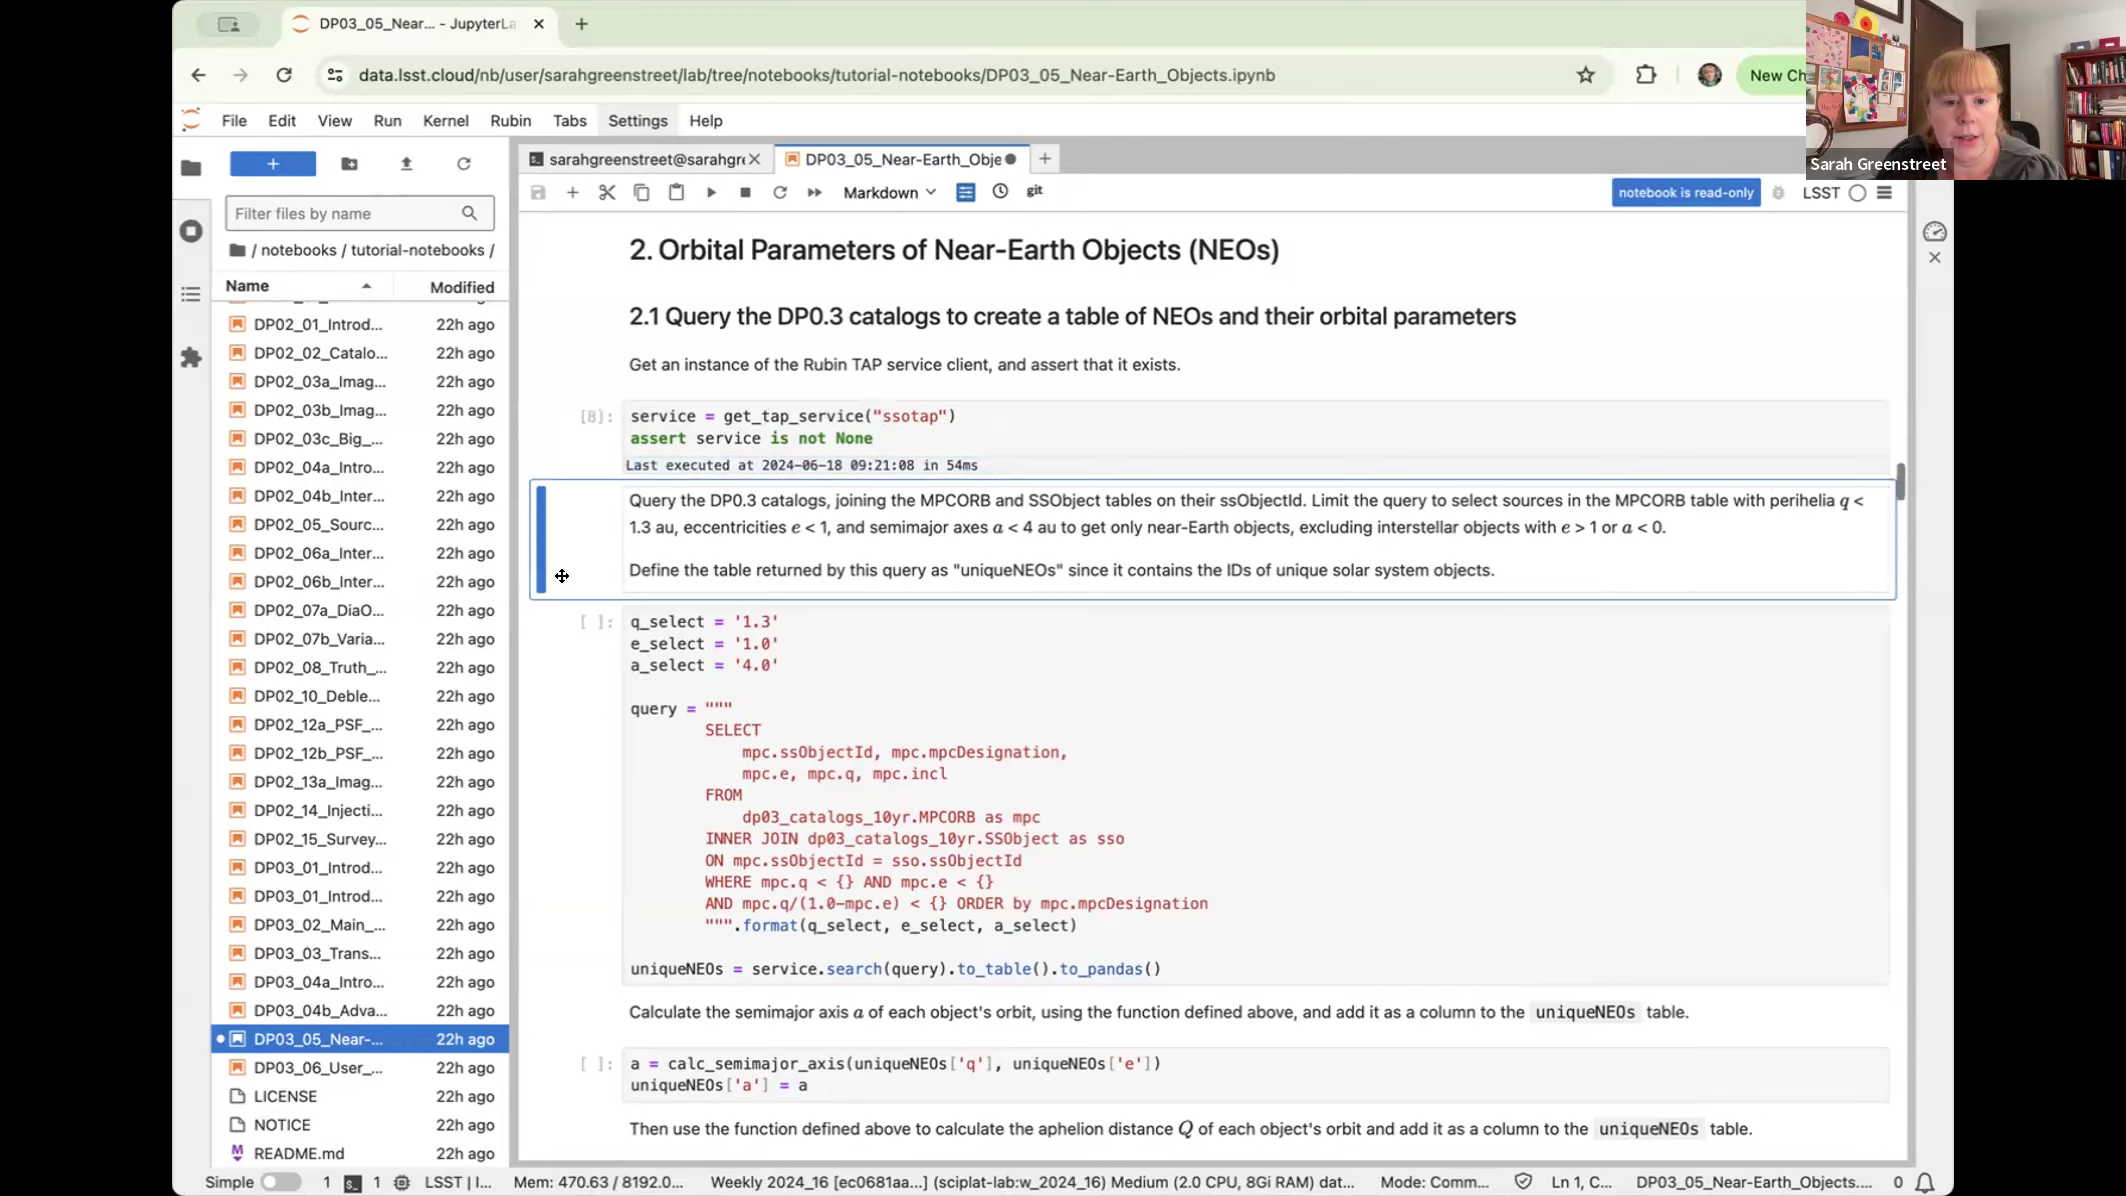 DP03_05_Near... - JupyterLa
data.lsst.cloud/nb/user/sarahgreenstreet/lab/tree/notebooks/tutorial-notebooks/DP03_05_Near-Earth_Objects.ipynb
New Ch
Sarah Greenstreet
File Edit View Run Kernel Rubin Tabs Settings Help
sarahgreenstreet@sarahgre
DP03_05_Near-Earth_Obje
Markdown
git
notebook is read-only
LSST
Filter files by name
/ notebooks / tutorial-notebooks /
Name Modified
DP02_01_Introd... 22h ago
DP02_02_Catalo... 22h ago
DP02_03a_Imag... 22h ago
DP02_03b_Imag... 22h ago
DP02_03c_Big_... 22h ago
DP02_04a_Intro... 22h ago
DP02_04b_Inter... 22h ago
DP02_05_Sourc... 22h ago
DP02_06a_Inter... 22h ago
DP02_06b_Inter... 22h ago
DP02_07a_DiaO... 22h ago
DP02_07b_Varia... 22h ago
DP02_08_Truth_... 22h ago
DP02_10_Deble... 22h ago
DP02_12a_PSF_... 22h ago
DP02_12b_PSF_... 22h ago
DP02_13a_Imag... 22h ago
DP02_14_Injecti... 22h ago
DP02_15_Survey... 22h ago
DP03_01_Introd... 22h ago
DP03_01_Introd... 22h ago
DP03_02_Main_... 22h ago
DP03_03_Trans... 22h ago
DP03_04a_Intro... 22h ago
DP03_04b_Adva... 22h ago
DP03_05_Near-... 22h ago
DP03_06_User_... 22h ago
LICENSE 22h ago
NOTICE 22h ago
README.md 22h ago
2. Orbital Parameters of Near-Earth Objects (NEOs)
2.1 Query the DP0.3 catalogs to create a table of NEOs and their orbital parameters
Get an instance of the Rubin TAP service client, and assert that it exists.
[8]: service = get_tap_service("ssotap")
assert service is not None
Last executed at 2024-06-18 09:21:08 in 54ms
Query the DP0.3 catalogs, joining the MPCORB and SSObject tables on their ssObjectId. Limit the query to select sources in the MPCORB table with perihelia q <
1.3 au, eccentricities e < 1, and semimajor axes a < 4 au to get only near-Earth objects, excluding interstellar objects with e > 1 or a < 0.
Define the table returned by this query as "uniqueNEOs" since it contains the IDs of unique solar system objects.
[ ]: q_select = '1.3'
e_select = '1.0'
a_select = '4.0'
query = """
SELECT
mpc.ssObjectId, mpc.mpcDesignation,
mpc.e, mpc.q, mpc.incl
FROM
dp03_catalogs_10yr.MPCORB as mpc
INNER JOIN dp03_catalogs_10yr.SSObject as sso
ON mpc.ssObjectId = sso.ssObjectId
WHERE mpc.q < {} AND mpc.e < {}
AND mpc.q/(1.0-mpc.e) < {} ORDER by mpc.mpcDesignation
""".format(q_select, e_select, a_select)
uniqueNEOs = service.search(query).to_table().to_pandas()
Calculate the semimajor axis a of each object's orbit, using the function defined above, and add it as a column to the uniqueNEOs table.
[ ]: a = calc_semimajor_axis(uniqueNEOs['q'], uniqueNEOs['e'])
uniqueNEOs['a'] = a
Then use the function defined above to calculate the aphelion distance Q of each object's orbit and add it as a column to the uniqueNEOs table.
Simple 1 1 LSST | I... Mem: 470.63 / 8192.0... Weekly 2024_16 [ec0681aa...] (sciplat-lab:w_2024_16) Medium (2.0 CPU, 8Gi RAM) dat... Mode: Comm... Ln 1, C... DP03_05_Near-Earth_Objects.... 0